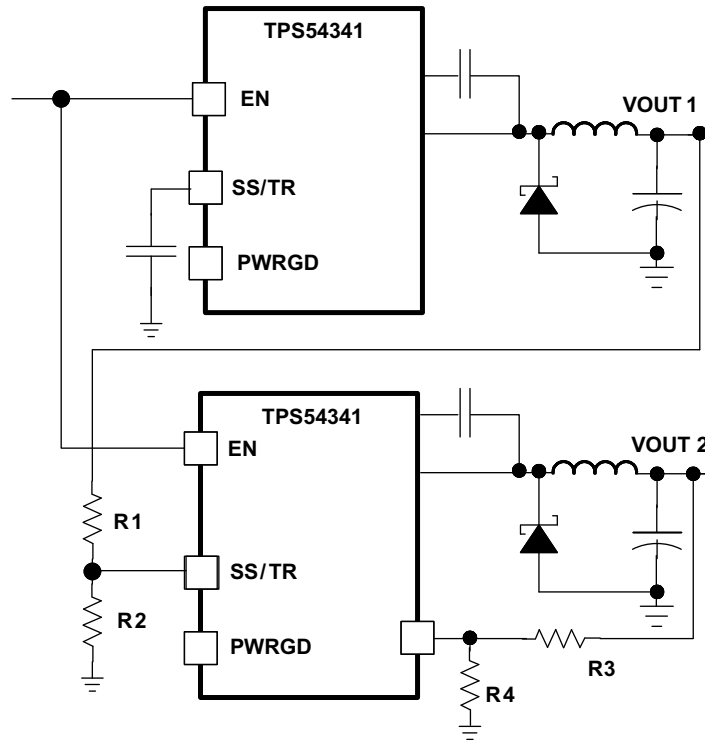 TPS54341
EN
VOUT 1
SS/TR
PWRGD
TPS54341
EN
VOUT 2
R1
SS/TR
R2
PWRGD
R3
R4